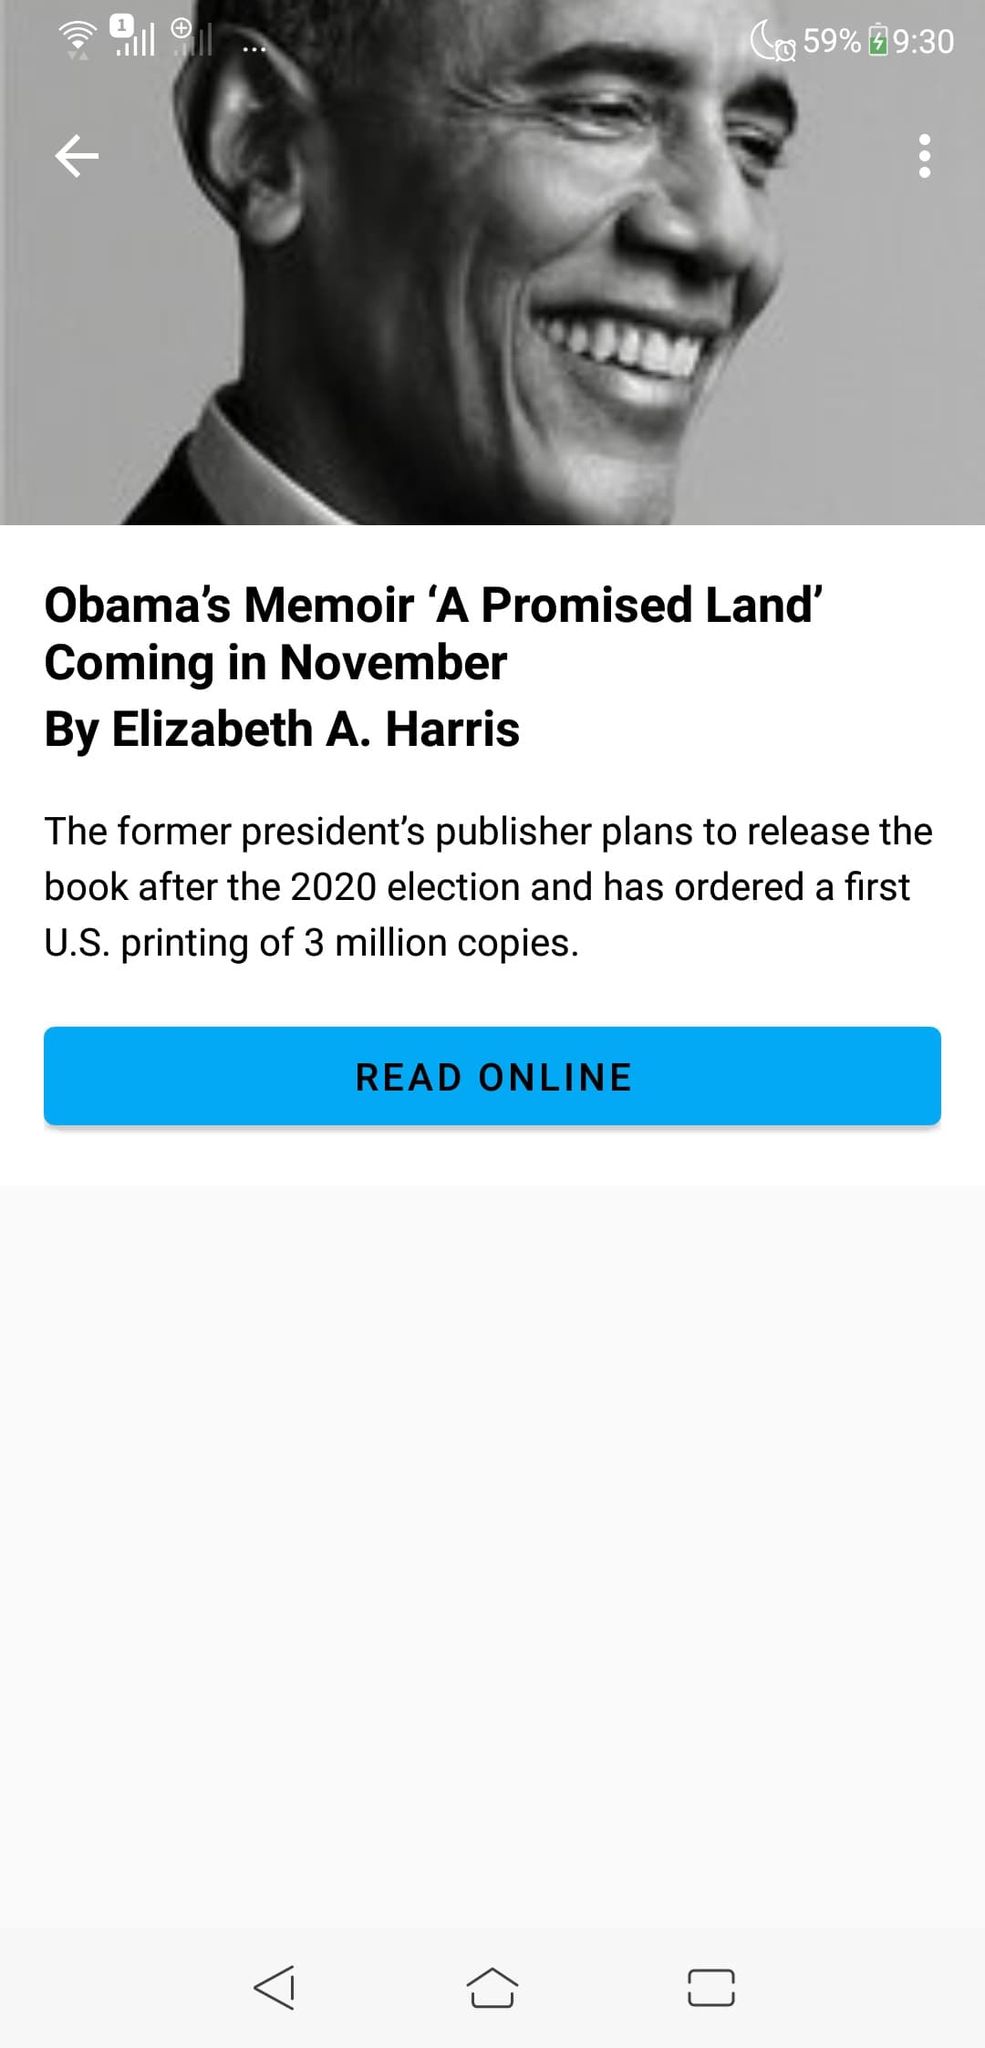 1
59% 9:30
Obama’s Memoir ‘A Promised Land’
Coming in November
By Elizabeth A. Harris
The former president’s publisher plans to release the
book after the 2020 election and has ordered a first
U.S. printing of 3 million copies.
READ ONLINE